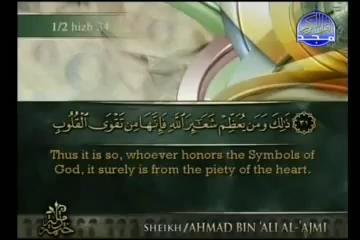 1/2 hizb 34
ذَٰلِكَ وَمَن يُعَظِّمْ شَعَائِرَ اللَّهِ فَإِنَّهَا مِن تَقْوَى الْقُلُوبِ
Thus it is so, whoever honors the Symbols of
God, it surely is from the piety of the heart.
SHEIKH/AHMAD BIN 'ALI AL-'AJMI